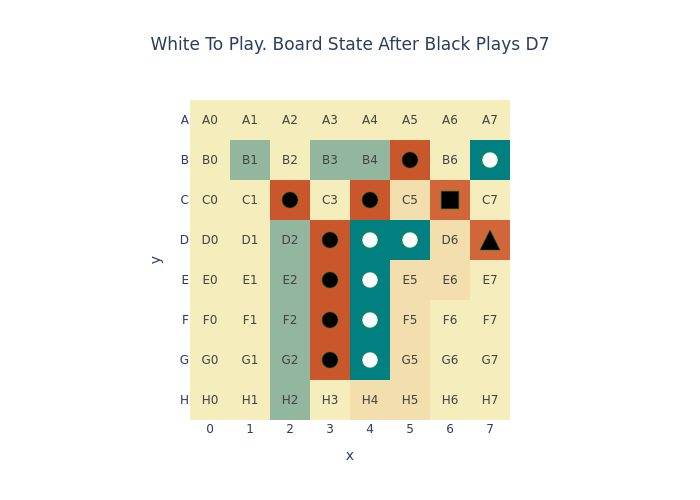 White To Play. Board State After Black Plays D7
A A0 A1 A2 A3 A4 A5 A6 A7
B B0 B1 B2 B3 B4 B6
C C0 C1 C3 C5 C7
D D0 D1 D2 D6
E E0 E1 E2 E5 E6 E7
F F0 F1 F2 F5 F6 F7
G G0 G1 G2 G5 G6 G7
H H0 H1 H2 H3 H4 H5 H6 H7
0 1 2 3 4 5 6 7
x
y